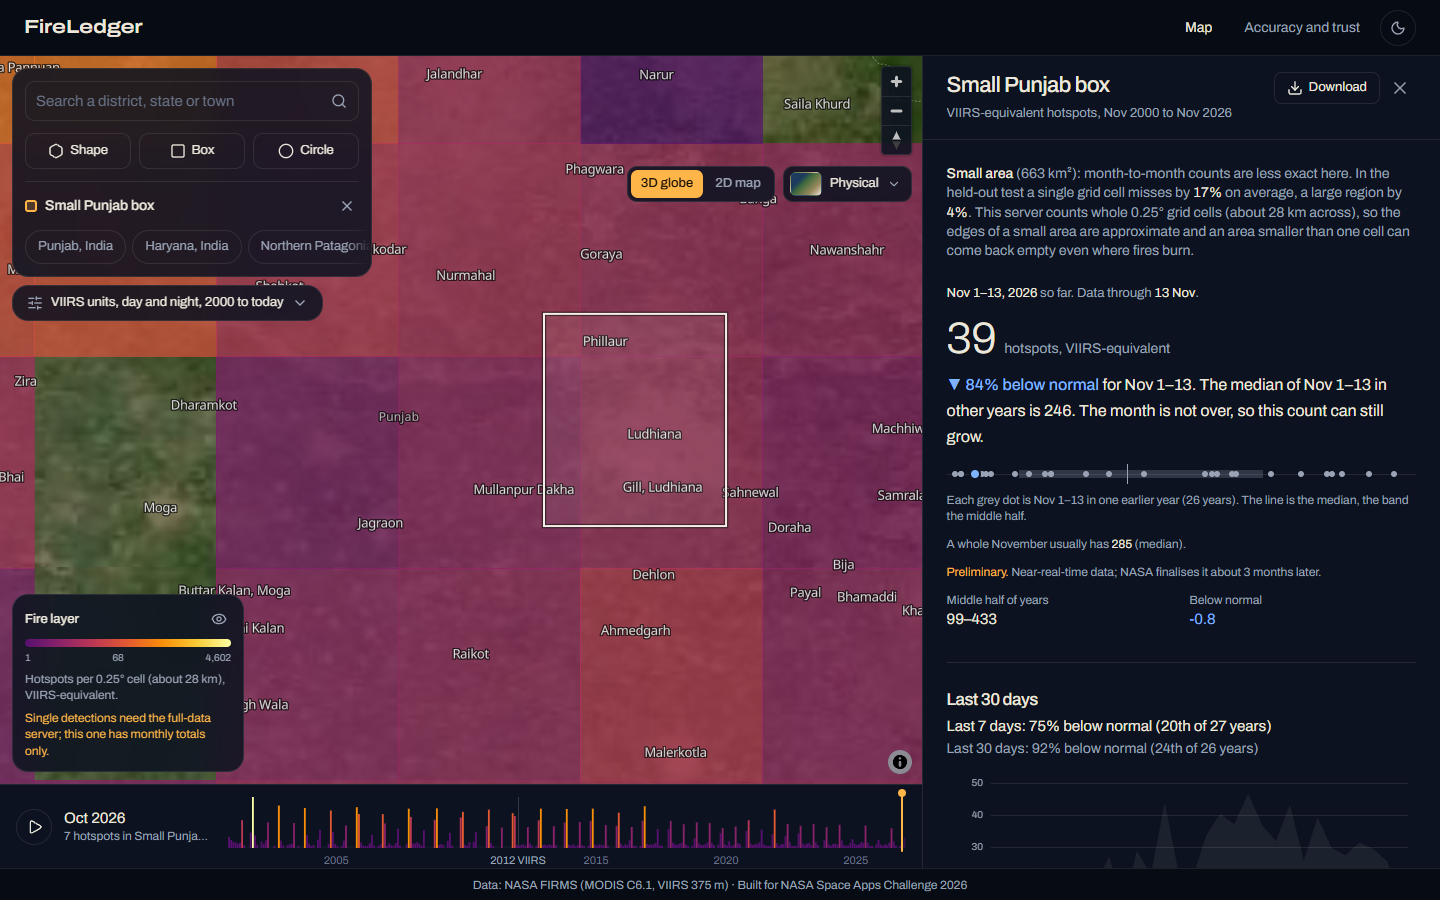 FireLedger
Map
Accuracy and trust
Search a district, state or town
Shape
Box
Circle
Small Punjab box
Punjab, India
Haryana, India
Northern Patagoni
VIIRS units, day and night, 2000 to today
3D globe
2D map
Physical
Jalandhar
Narur
Saila Khurd
Phagwara
kodar
Goraya
Nawanshahr
Nurmahal
Phillaur
Zira
Dharamkot
Punjab
Ludhiana
Machhiw
Bhai
Mullanpur Dakha
Gill, Ludhiana
Sahnewal
Samrala
Moga
Jagraon
Doraha
Bija
Dehlon
Buttar Kalan, Moga
Payal
Bhamaddi
Kha
i Kalan
Ahmedgarh
Raikot
gh Wala
Malerkotla
Fire layer
1 68 4,602
Hotspots per 0.25° cell (about 28 km),
VIIRS-equivalent.
Single detections need the full-data
server; this one has monthly totals
only.
Oct 2026
7 hotspots in Small Punja...
2005 2012 VIIRS 2015 2020 2025
Small Punjab box
Download
VIIRS-equivalent hotspots, Nov 2000 to Nov 2026
Small area (663 km²): month-to-month counts are less exact here. In the
held-out test a single grid cell misses by 17% on average, a large region by
4%. This server counts whole 0.25° grid cells (about 28 km across), so the
edges of a small area are approximate and an area smaller than one cell can
come back empty even where fires burn.
Nov 1–13, 2026 so far. Data through 13 Nov.
39 hotspots, VIIRS-equivalent
▼ 84% below normal for Nov 1–13. The median of Nov 1–13 in
other years is 246. The month is not over, so this count can still
grow.
Each grey dot is Nov 1–13 in one earlier year (26 years). The line is the median, the band
the middle half.
A whole November usually has 285 (median).
Preliminary. Near-real-time data; NASA finalises it about 3 months later.
Middle half of years
99–433
Below normal
-0.8
Last 30 days
Last 7 days: 75% below normal (20th of 27 years)
Last 30 days: 92% below normal (24th of 26 years)
50
40
30
Data: NASA FIRMS (MODIS C6.1, VIIRS 375 m) · Built for NASA Space Apps Challenge 2026